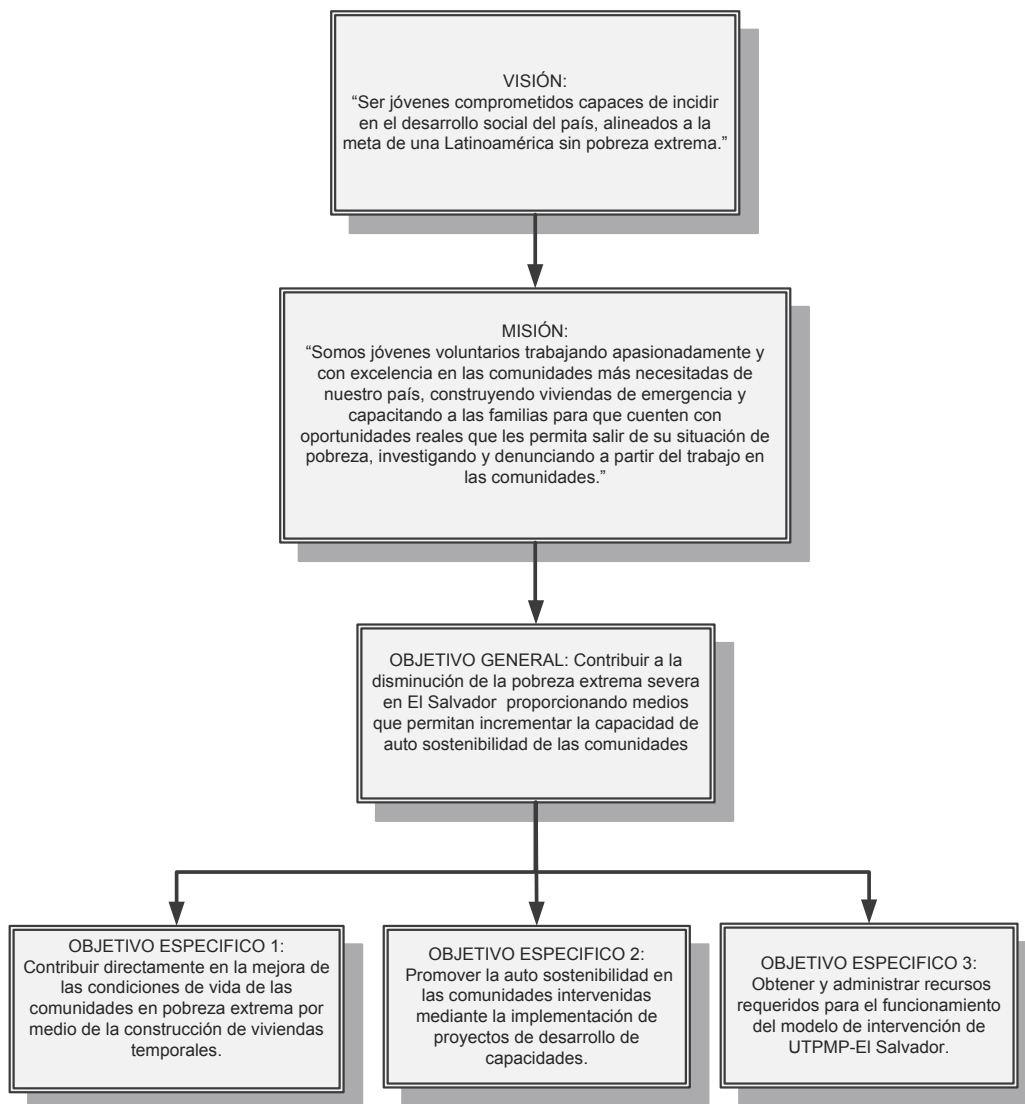 VISIÓN:
“Ser jóvenes comprometidos capaces de incidir
en el desarrollo social del país, alineados a la
meta de una Latinoamérica sin pobreza extrema.”
MISIÓN:
“Somos jóvenes voluntarios trabajando apasionadamente y
con excelencia en las comunidades más necesitadas de
nuestro país, construyendo viviendas de emergencia y
capacitando a las familias para que cuenten con
oportunidades reales que les permita salir de su situación de
pobreza, investigando y denunciando a partir del trabajo en
las comunidades.”
OBJETIVO GENERAL: Contribuir a la
disminución de la pobreza extrema severa
en El Salvador proporcionando medios
que permitan incrementar la capacidad de
auto sostenibilidad de las comunidades
OBJETIVO ESPECIFICO 1:
Contribuir directamente en la mejora de
las condiciones de vida de las
comunidades en pobreza extrema por
medio de la construcción de viviendas
temporales.
OBJETIVO ESPECIFICO 2:
Promover la auto sostenibilidad en
las comunidades intervenidas
mediante la implementación de
proyectos de desarrollo de
capacidades.
OBJETIVO ESPECIFICO 3:
Obtener y administrar recursos
requeridos para el funcionamiento
del modelo de intervención de
UTPMP-El Salvador.